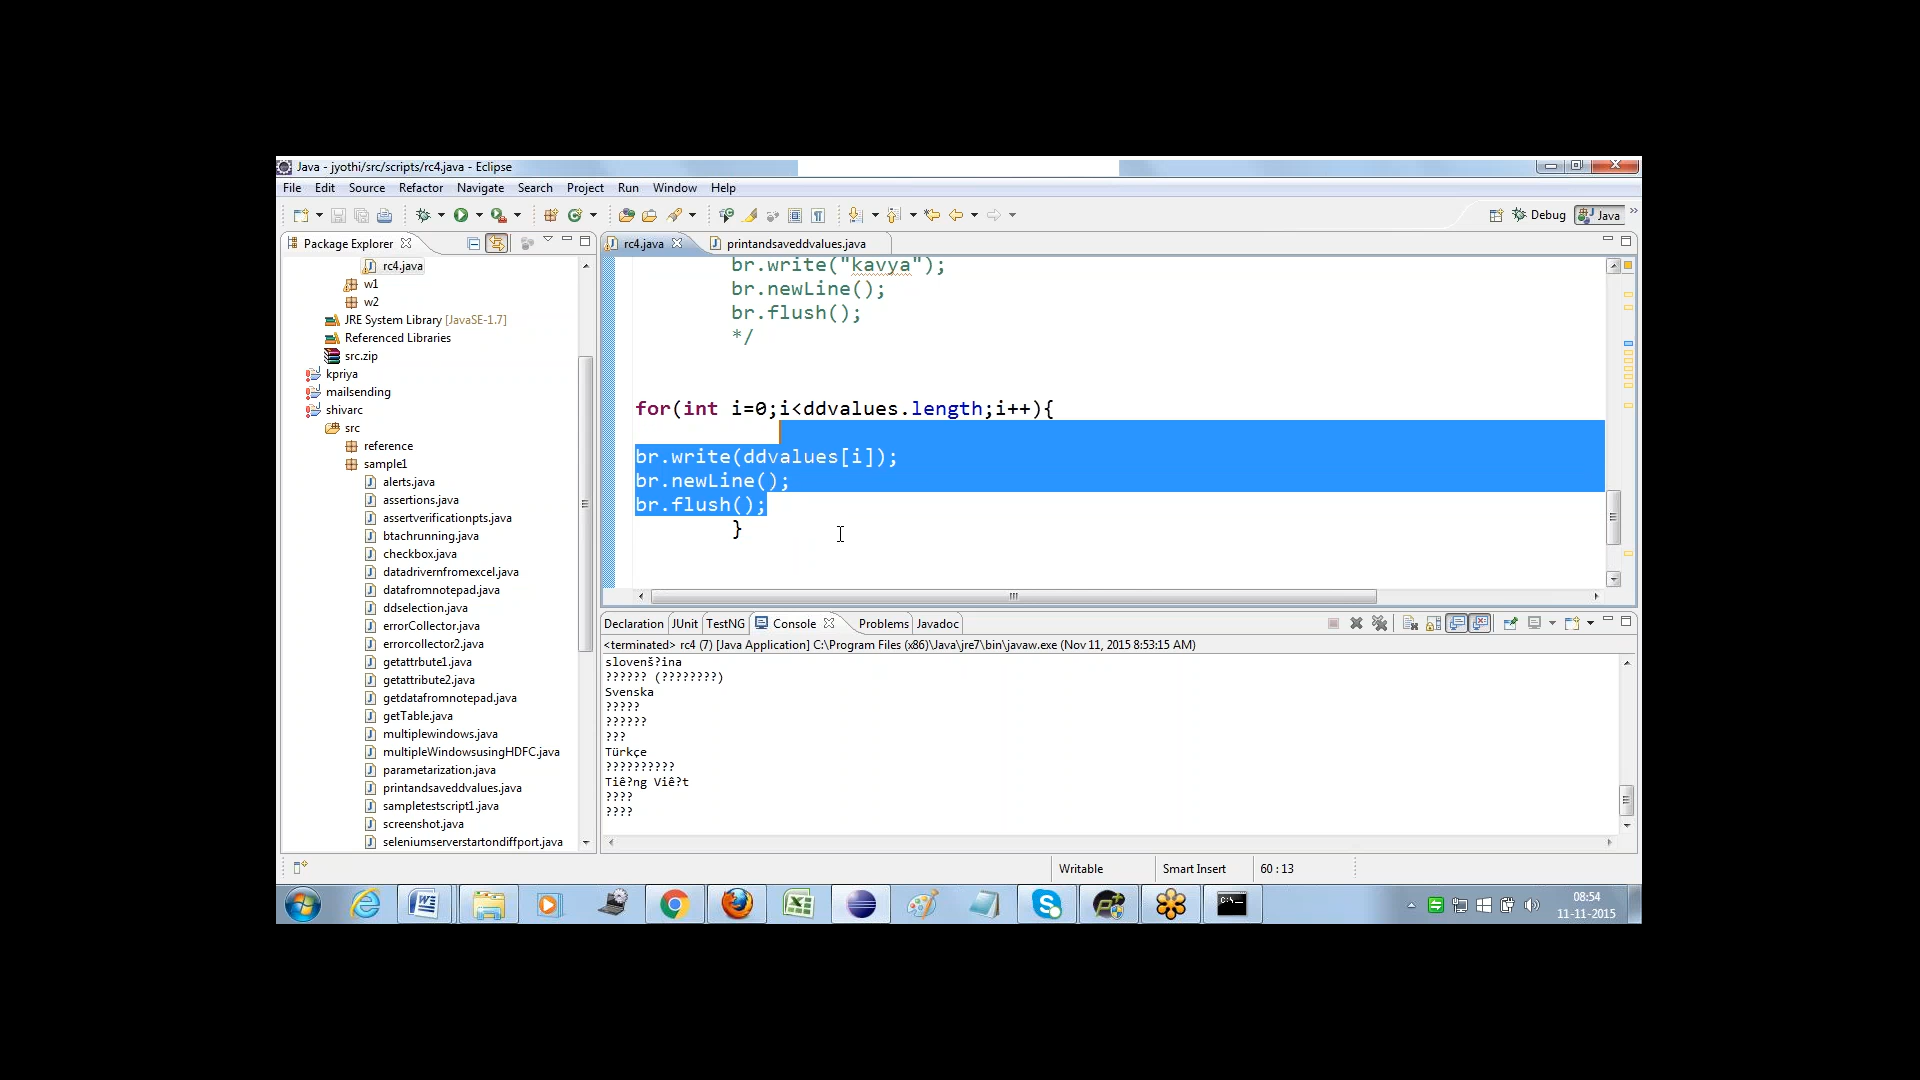 Java - jyothi/src/scripts/rc4.java - Eclipse
File Edit Source Refactor Navigate Search Project Run Window Help
Debug Java
Package Explorer
rc4.java
w1
w2
JRE System Library [JavaSE-1.7]
Referenced Libraries
src.zip
kpriya
mailsending
shivarc
src
reference
sample1
alerts.java
assertions.java
assertverificationpts.java
btachrunning.java
checkbox.java
datadrivernfromexcel.java
datafromnotepad.java
ddselection.java
errorCollector.java
errorcollector2.java
getattribute1.java
getattribute2.java
getdatafromnotepad.java
getTable.java
multiplewindows.java
multipleWindowsusingHDFC.java
parametarization.java
printandsaveddvalues.java
sampletestscript1.java
screenshot.java
seleniumserverstartondiffport.java
rc4.java printandsaveddvalues.java
br.write("kavya");
br.newLine();
br.flush();
*/
for(int i=0;i<ddvalues.length;i++){
br.write(ddvalues[i]);
br.newLine();
br.flush();
}
Declaration JUnit TestNG Console Problems Javadoc
<terminated> rc4 (7) [Java Application] C:\Program Files (x86)\Java\jre7\bin\javaw.exe (Nov 11, 2015 8:53:15 AM)
slovenš?ina
?????? (????????)
Svenska
?????
??????
???
Türkçe
??????????
Tiê?ng Viê?t
????
????
Writable Smart Insert 60 : 13
08:54
11-11-2015